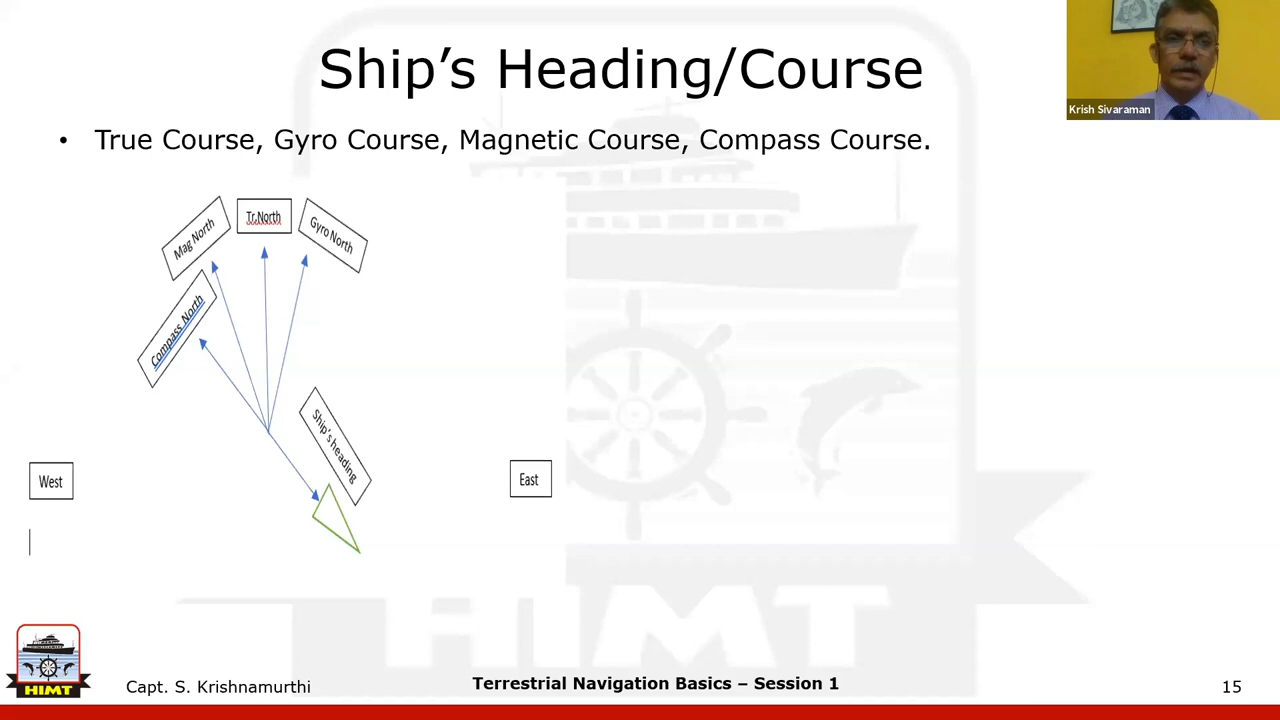 Ship’s Heading/Course
Krish Sivaraman
• True Course, Gyro Course, Magnetic Course, Compass Course.
Mag North
Tr.North
Gyro North
Compass North
Ship's heading
West
East
HIMT
HIMT
Capt. S. Krishnamurthi
Terrestrial Navigation Basics – Session 1
15